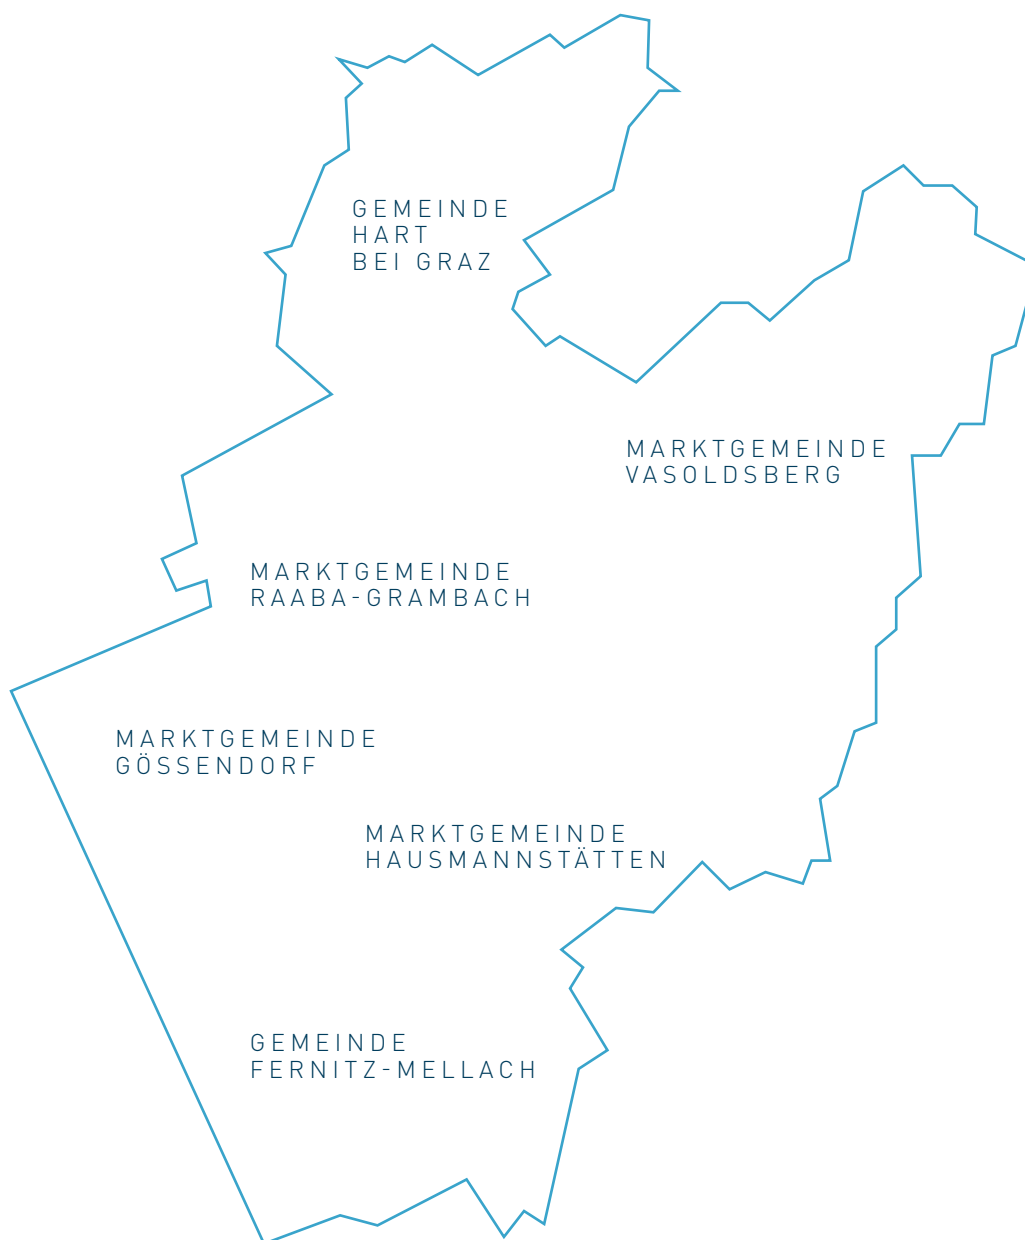 GEMEINDE
HART
BEI GRAZ
MARKTGEMEINDE
VASOLDSBERG
MARKTGEMEINDE
RAABA-GRAMBACH
MARKTGEMEINDE
GÖSSENDORF
MARKTGEMEINDE
HAUSMANNSTÄTTEN
GEMEINDE
FERNITZ-MELLACH